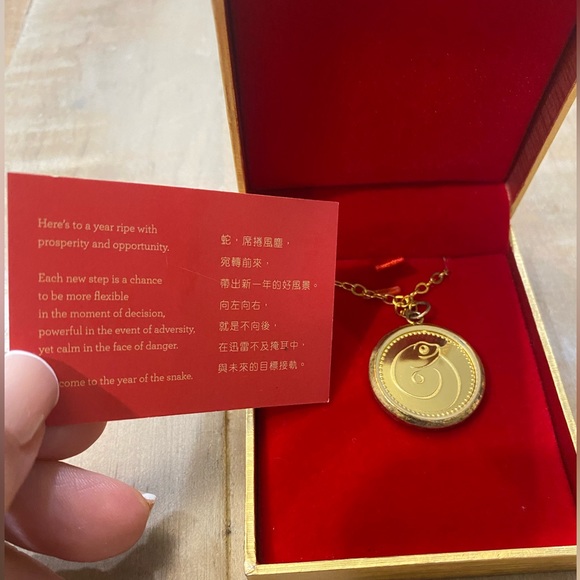 Here's to a year ripe with
prosperity and opportunity.
Each new step is a chance
to be more flexible
in the moment of decision,
powerful in the event of adversity,
yet calm in the face of danger.
come to the year of the snake.
蛇，席捲風塵，
宛轉前來，
帶出新一年的好風景。
向左向右，
就是不向後，
在迅雷不及掩耳中，
與未來的目標接軌。